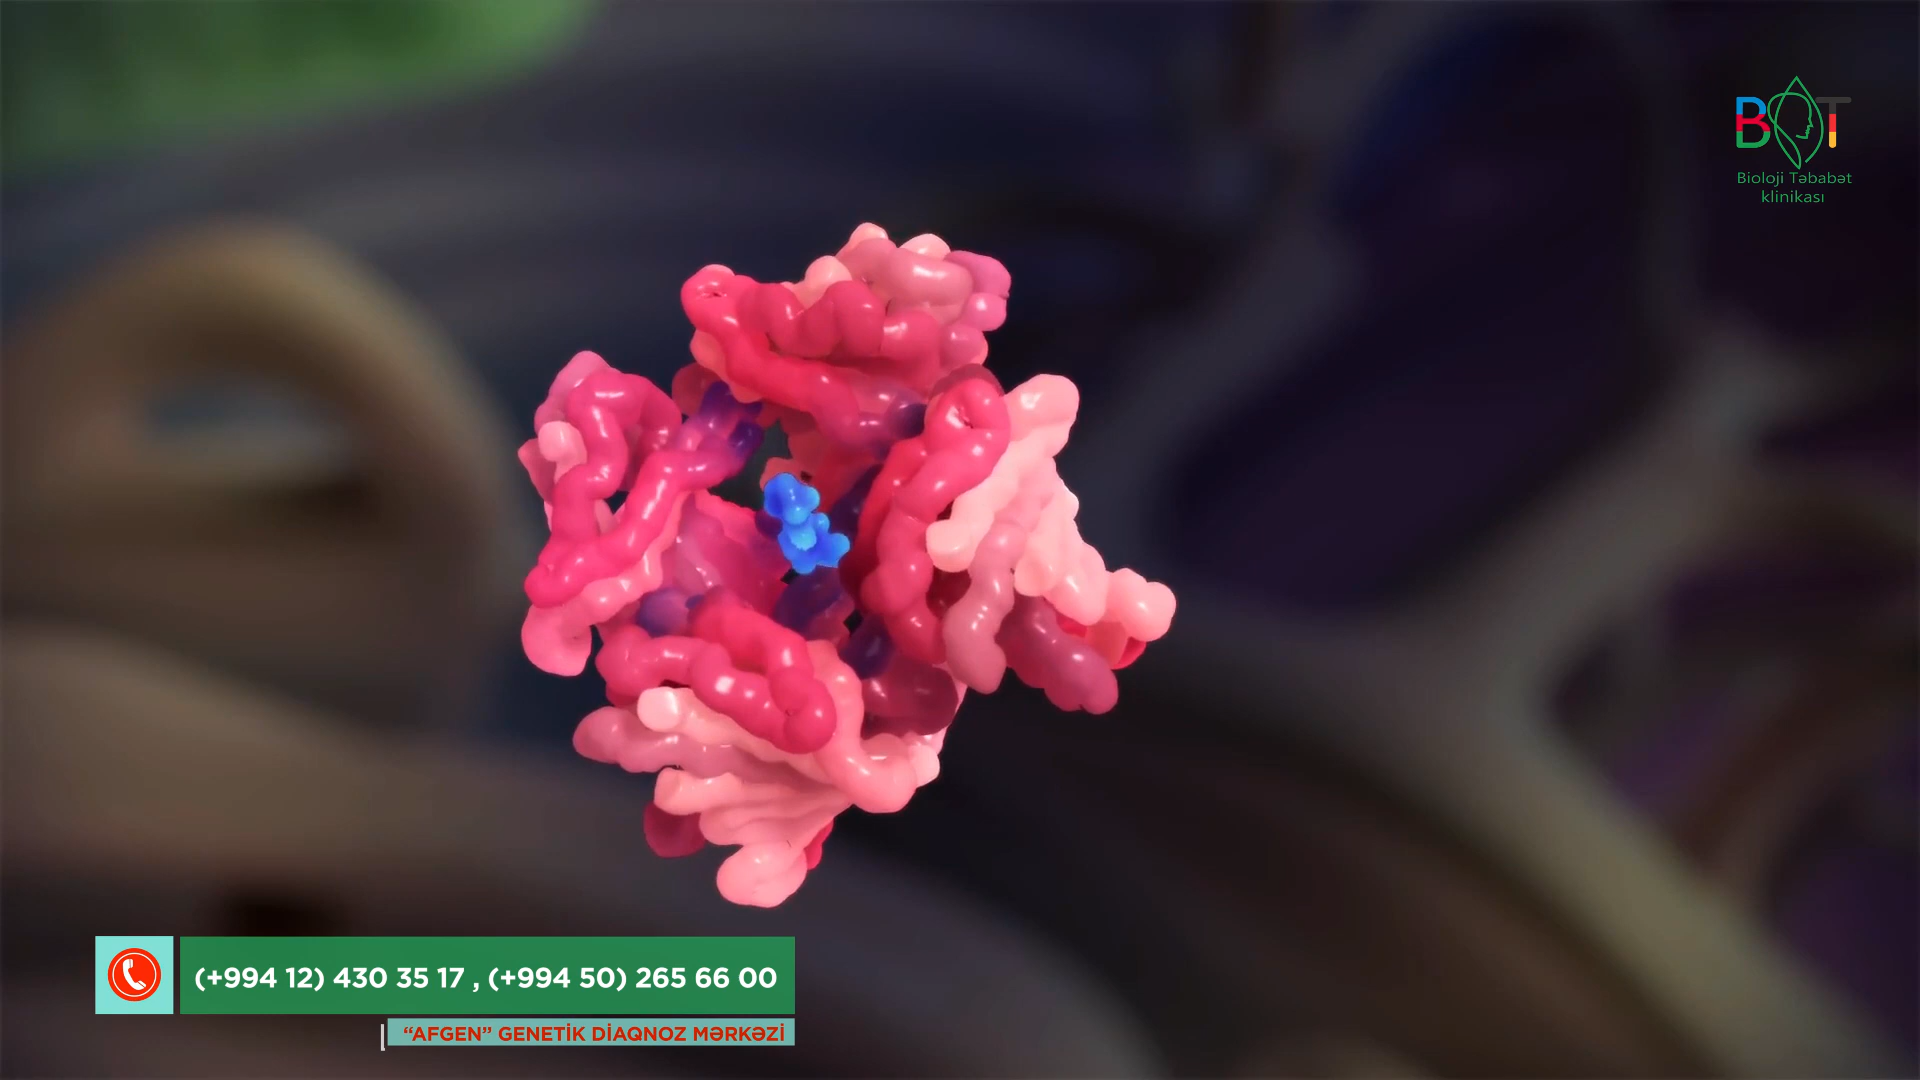 BOT
Bioloji Təbabət
klinikası
(+994 12) 430 35 17 , (+994 50) 265 66 00
“AFGEN” GENETİK DİAQNOZ MƏRKƏZİ